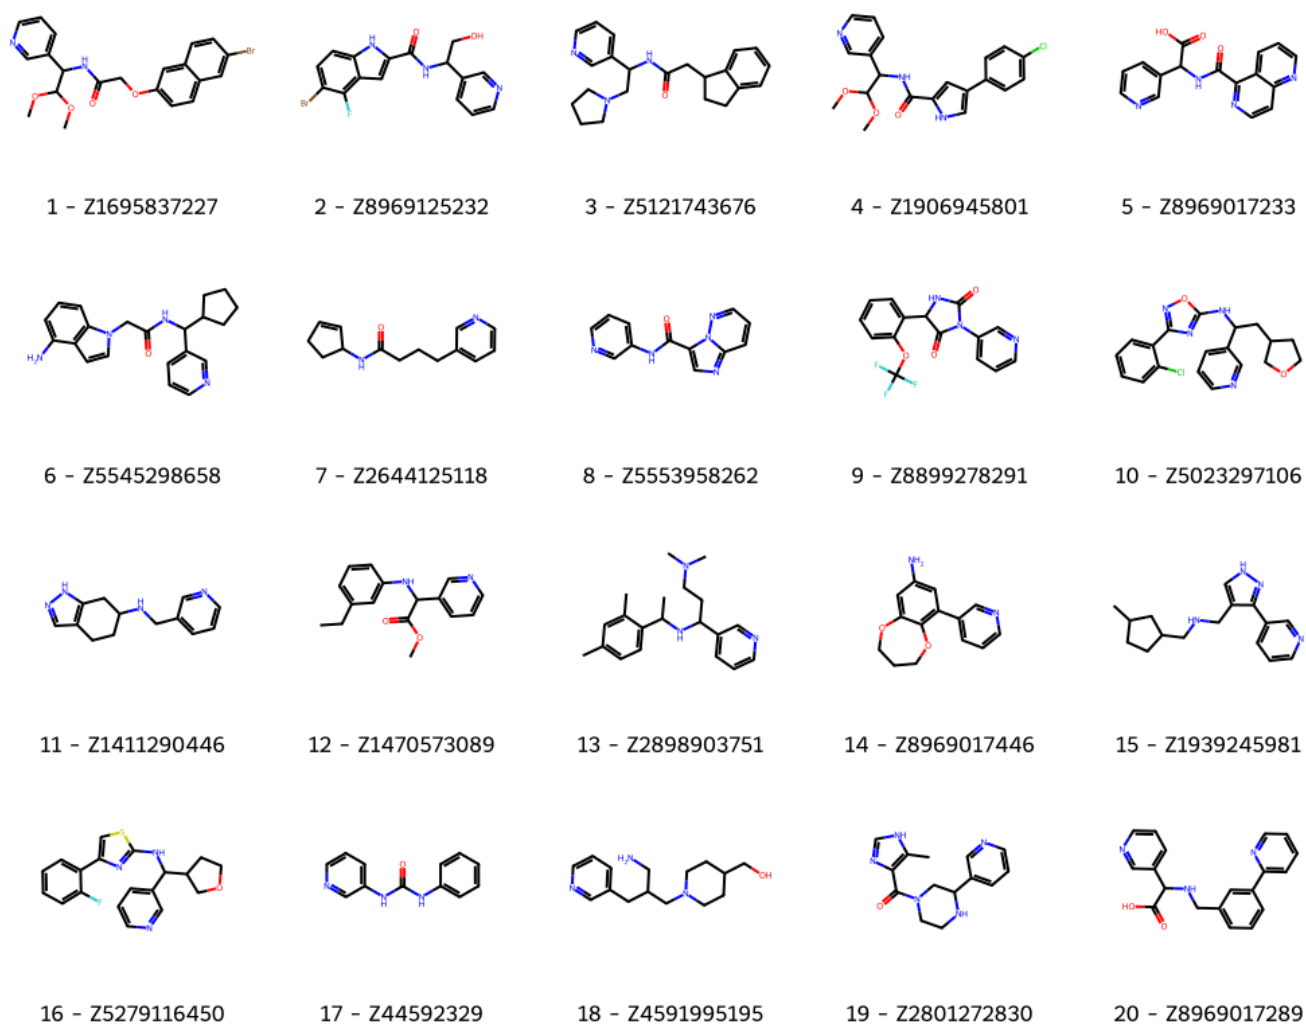 1 - Z1695837227
2 - Z8969125232
3 - Z5121743676
4 - Z1906945801
5 - Z8969017233
6 - Z5545298658
7 - Z2644125118
8 - Z5553958262
9 - Z8899278291
10 - Z5023297106
11 - Z1411290446
12 - Z1470573089
13 - Z2898903751
14 - Z8969017446
15 - Z1939245981
16 - Z5279116450
17 - Z44592329
18 - Z4591995195
19 - Z2801272830
20 - Z8969017289